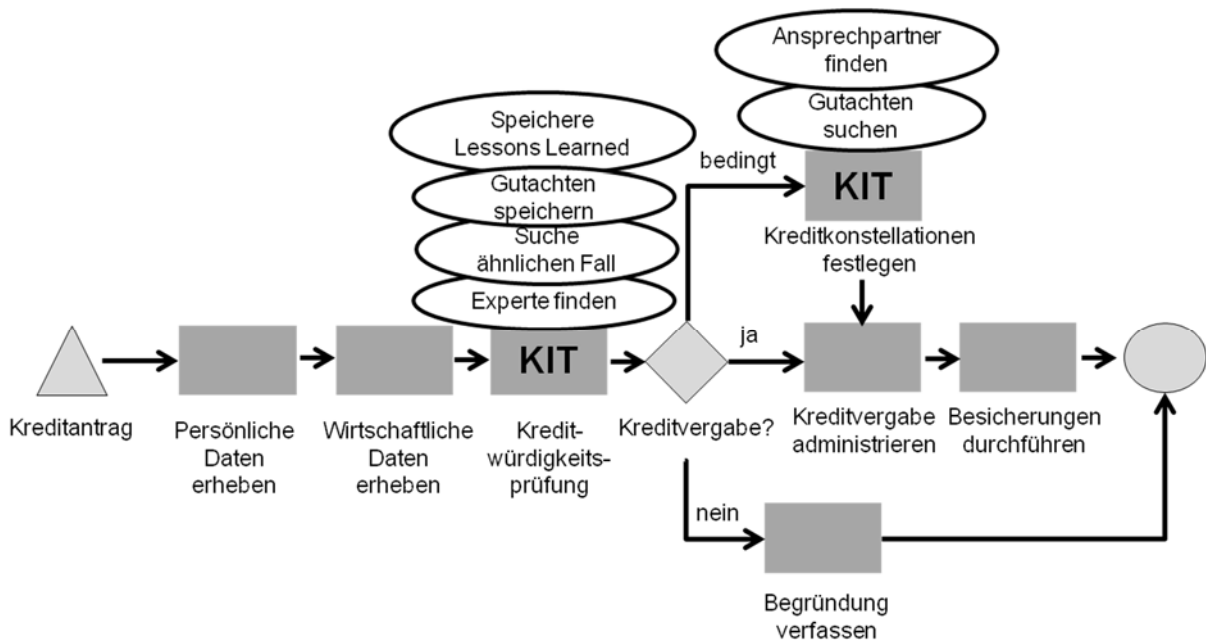 Ansprechpartner
finden
Gutachten
suchen
Speichere
Lessons Learned
Gutachten
speichern
Suche
ähnlichen Fall
Experte finden
bedingt
KIT
Kreditkonstellationen
festlegen
ja
KIT
Kreditantrag
Persönliche
Daten
erheben
Wirtschaftliche
Daten
erheben
Kredit-
würdigkeits-
prüfung
Kreditvergabe?
Kreditvergabe
administrieren
Besicherungen
durchführen
nein
Begründung
verfassen